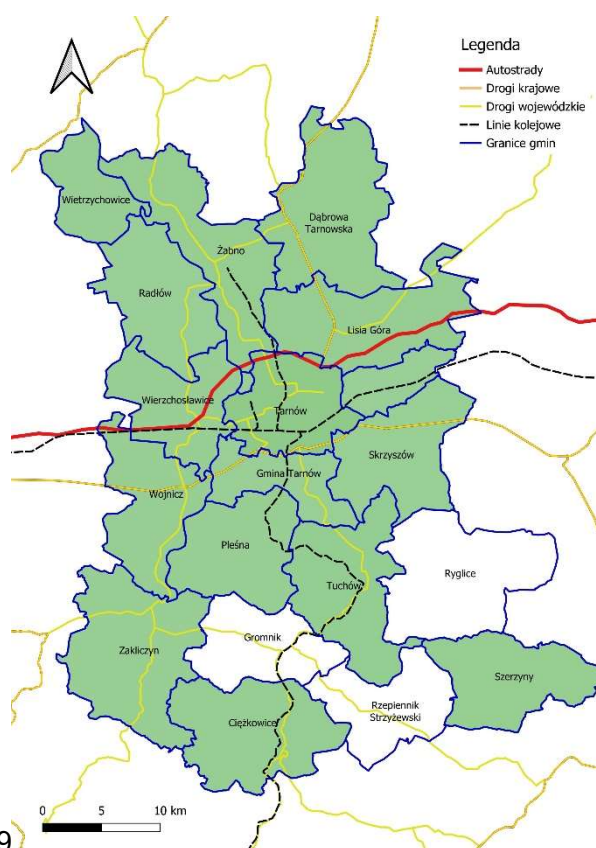 Legenda
Autostrady
Drogi krajowe
Drogi wojewódzkie
Linie kolejowe
Granice gmin
Wietrzychowice
Dąbrowa
Tarnowska
Żabno
Radłów
Lisia Góra
Wierzchosławice
Tarnów
Skrzyszów
Gmina Tarnów
Wojnicz
Pleśna
Ryglice
Tuchów
Gromnik
Zakliczyn
Szerzyny
Rzepiennik
Strzyżewski
Ciężkowice
0 5 10 km
9